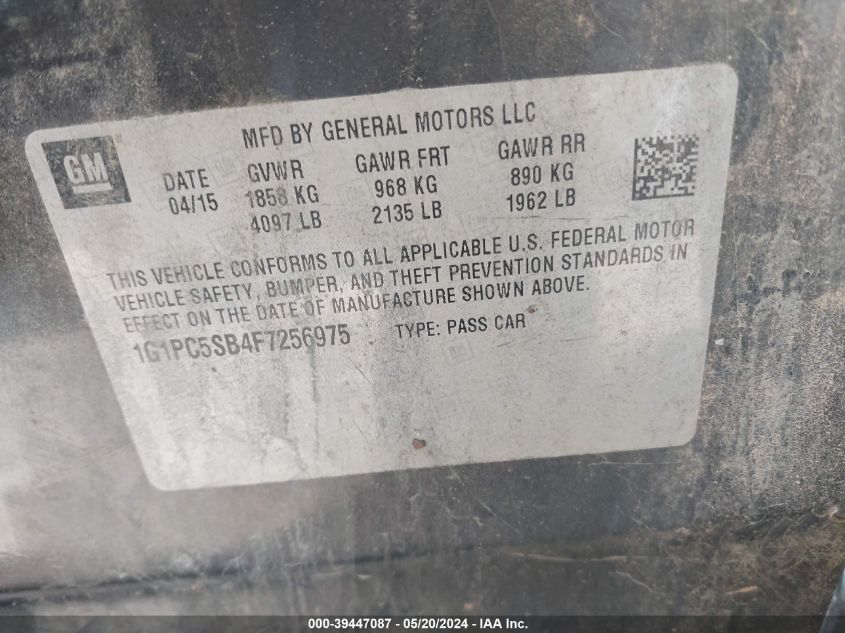 MFD BY GENERAL MOTORS LLC
GM
DATE GVWR GAWR FRT GAWR RR
04/15 1858 KG 968 KG 890 KG
4097 LB 2135 LB 1962 LB
THIS VEHICLE CONFORMS TO ALL APPLICABLE U.S. FEDERAL MOTOR
VEHICLE SAFETY, BUMPER, AND THEFT PREVENTION STANDARDS IN
EFFECT ON THE DATE OF MANUFACTURE SHOWN ABOVE.
1G1PC5SB4F7256975 TYPE: PASS CAR
000-39447087 - 05/20/2024 - IAA Inc.